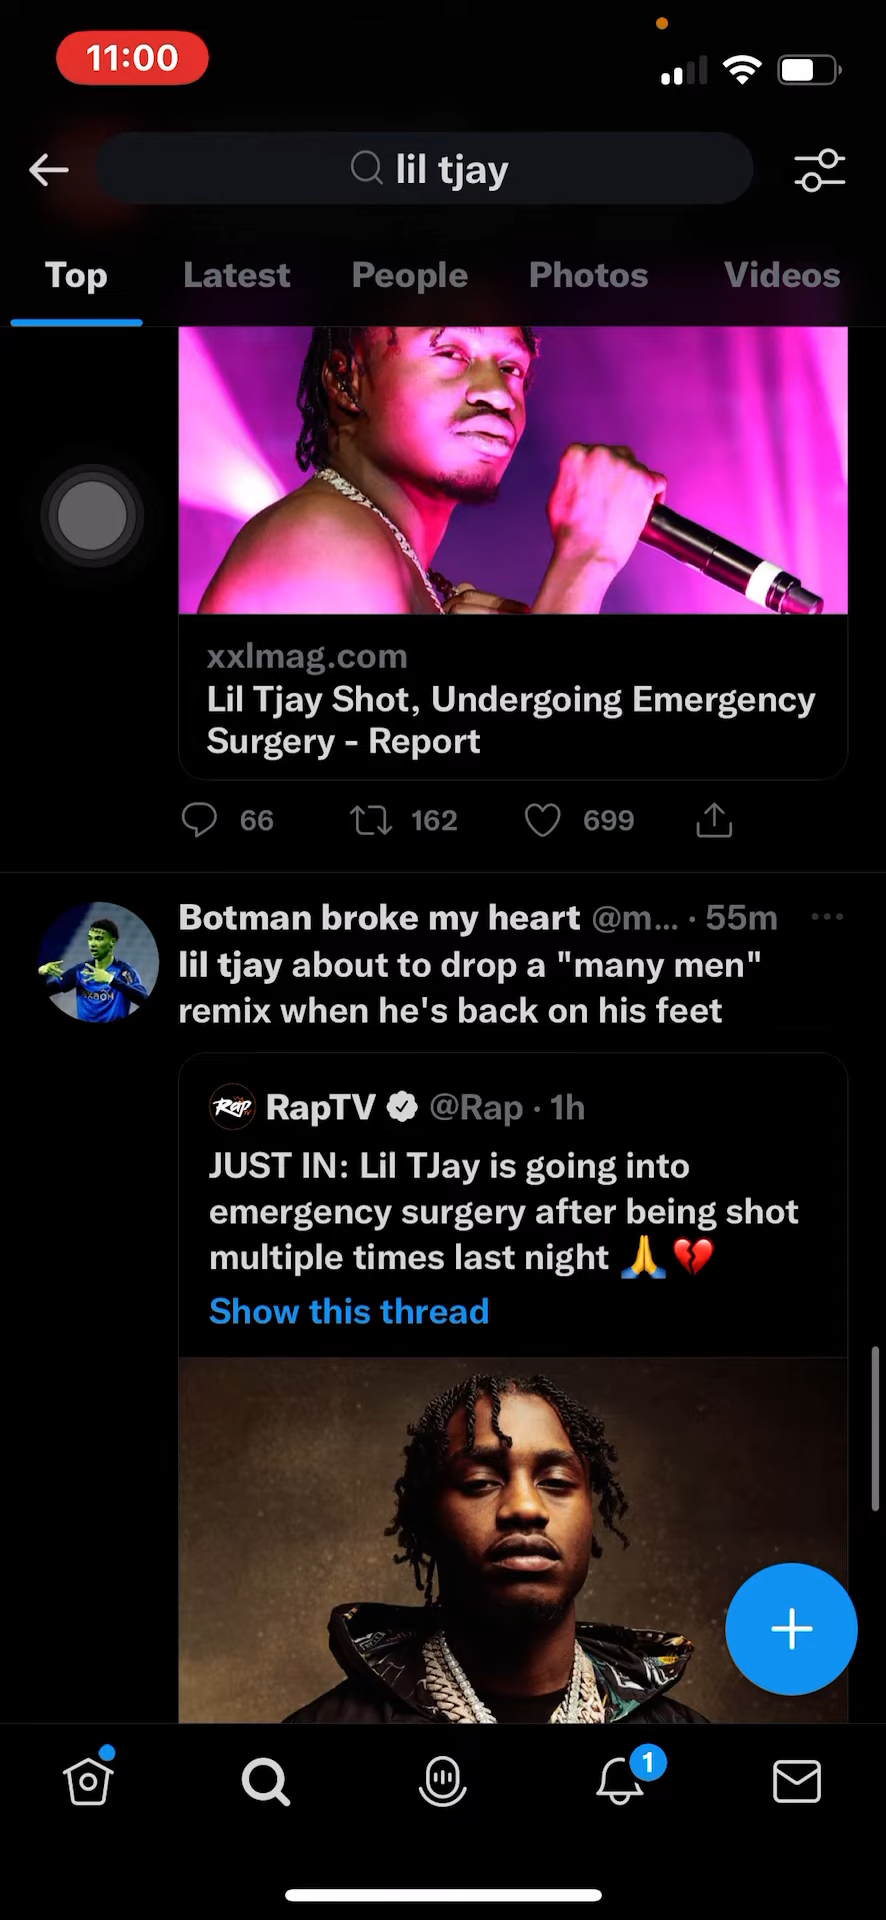 11:00
lil tjay
Top Latest People Photos Videos
xxlmag.com
Lil Tjay Shot, Undergoing Emergency
Surgery - Report
66 162 699
Botman broke my heart @m... · 55m
lil tjay about to drop a "many men"
remix when he's back on his feet
RapTV @Rap · 1h
JUST IN: Lil TJay is going into
emergency surgery after being shot
multiple times last night 🙏💔
Show this thread
1